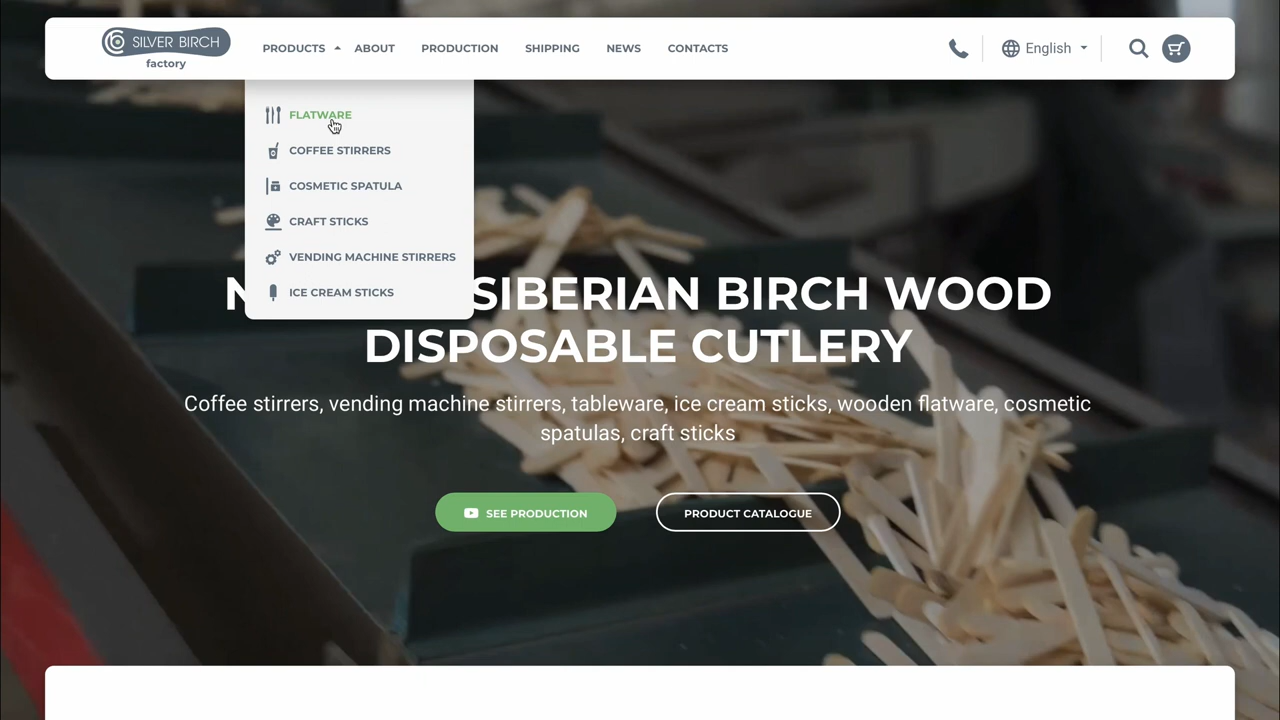 SILVER BIRCH
factory
PRODUCTS ABOUT PRODUCTION SHIPPING NEWS CONTACTS English
FLATWARE
COFFEE STIRRERS
COSMETIC SPATULA
CRAFT STICKS
VENDING MACHINE STIRRERS
ICE CREAM STICKS
SIBERIAN BIRCH WOOD
DISPOSABLE CUTLERY
Coffee stirrers, vending machine stirrers, tableware, ice cream sticks, wooden flatware, cosmetic
spatulas, craft sticks
SEE PRODUCTION PRODUCT CATALOGUE